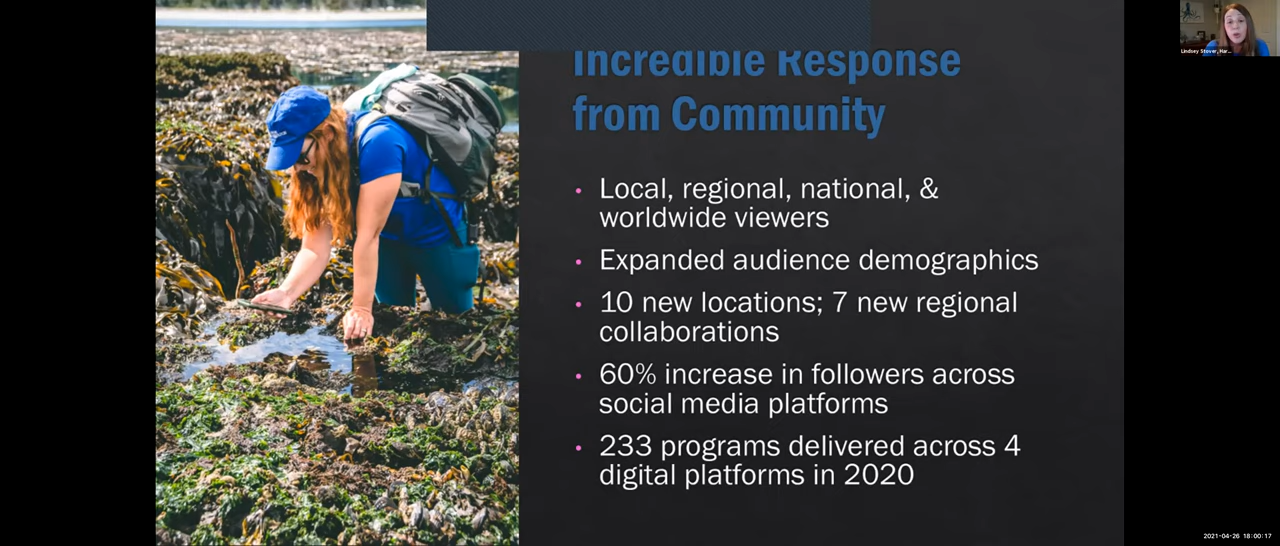 Incredible Response
from Community
• Local, regional, national, &
worldwide viewers
• Expanded audience demographics
• 10 new locations; 7 new regional
collaborations
• 60% increase in followers across
social media platforms
• 233 programs delivered across 4
digital platforms in 2020
Lindsey Stover, Har...
2021-04-26 18:00:17